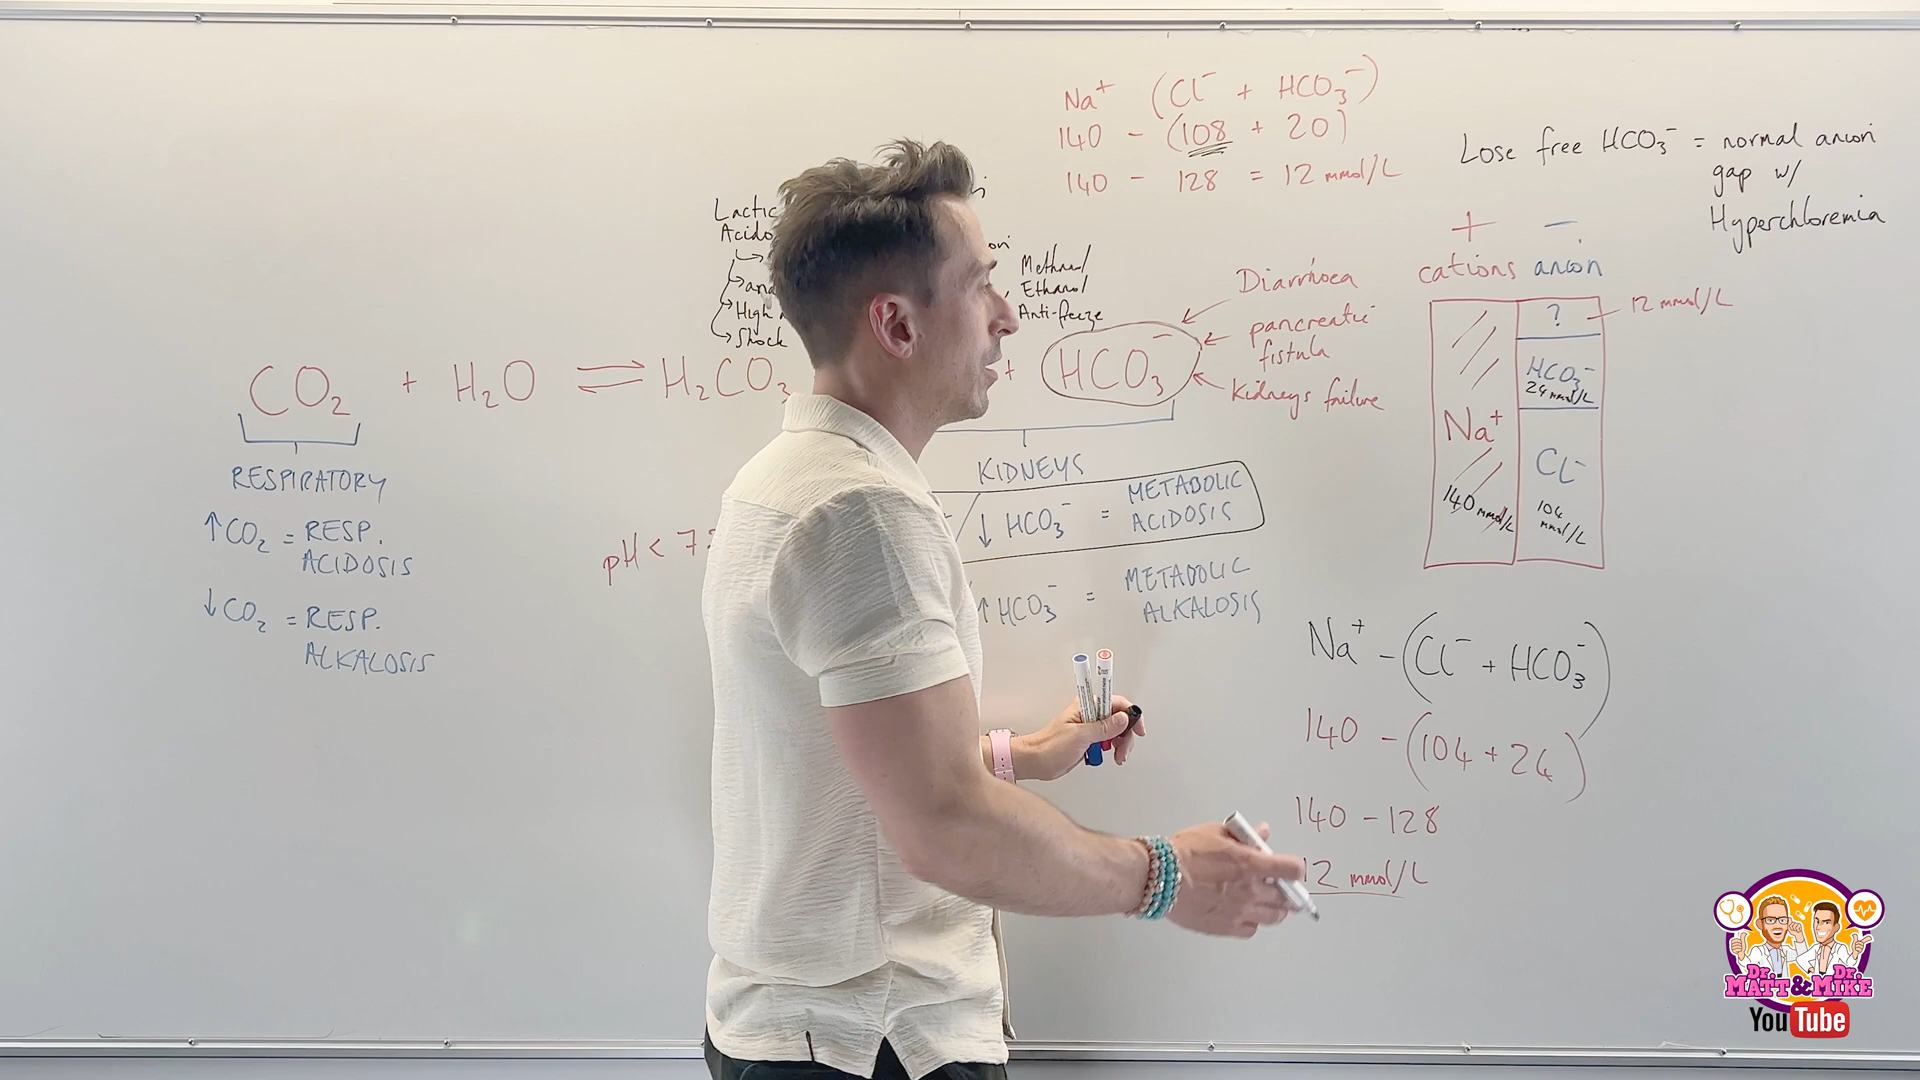 Na⁺ – (Cl⁻ + HCO₃⁻)
140 – (108 + 20)
140 – 128 = 12 mmol/L
Lose free HCO₃⁻ = normal anion
gap w/
Hyperchloremia
+ –
cations anion
12 mmol/L
?
HCO₃⁻
24 mmol/L
Na⁺
140 mmol/L
Cl⁻
104
mmol/L
Lactic
Acido
High
Shock
Methanol
Ethanol
Anti-freeze
Diarrhoea
pancreatic
fistula
Kidneys failure
CO₂ + H₂O ⇌ H₂CO₃
+ HCO₃⁻
RESPIRATORY
↑CO₂ = RESP.
ACIDOSIS
↓CO₂ = RESP.
ALKALOSIS
pH < 7
KIDNEYS
↓ HCO₃⁻ = METABOLIC
ACIDOSIS
↑ HCO₃⁻ = METABOLIC
ALKALOSIS
Na⁺ – (Cl⁻ + HCO₃⁻)
140 – (104 + 24)
140 – 128
12 mmol/L
Dr. Dr.
MATT & MIKE
YouTube